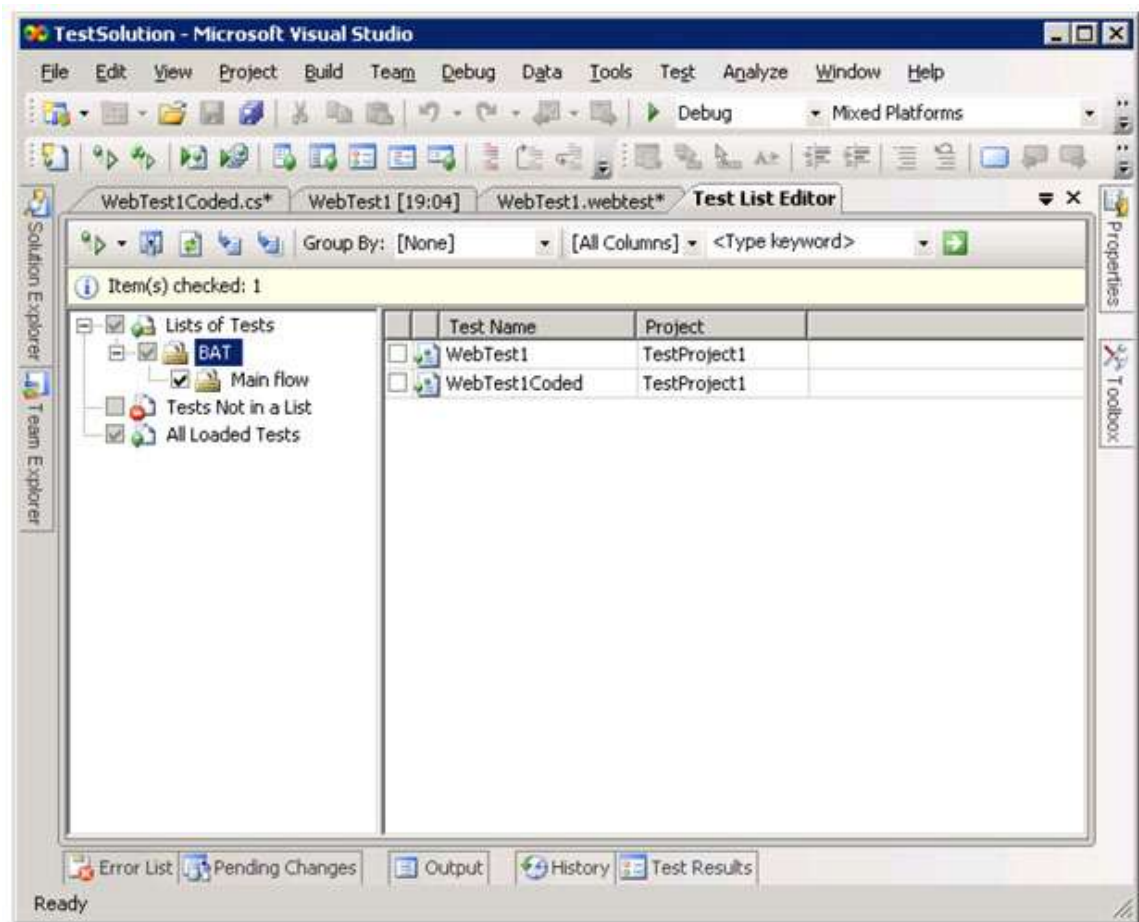 TestSolution - Microsoft Visual Studio
File Edit View Project Build Team Debug Data Tools Test Analyze Window Help
Debug Mixed Platforms
WebTest1Coded.cs* WebTest1 [19:04] WebTest1.webtest* Test List Editor
Group By: [None] [All Columns] <Type keyword>
Item(s) checked: 1
Lists of Tests
BAT
Main flow
Tests Not in a List
All Loaded Tests
Test Name Project
WebTest1 TestProject1
WebTest1Coded TestProject1
Solution Explorer
Team Explorer
Properties
Toolbox
Error List Pending Changes Output History Test Results
Ready